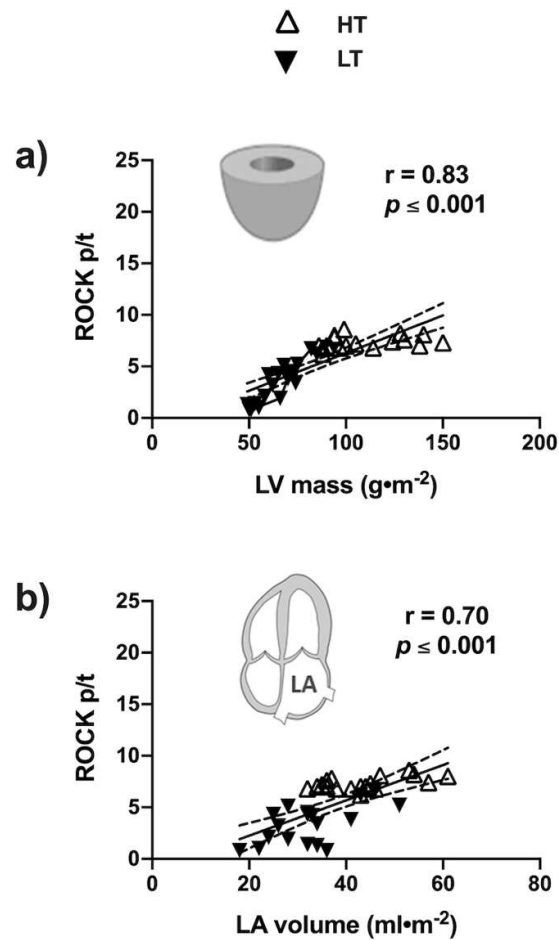 HT
LT
a)
r = 0.83
p ≤ 0.001
ROCK p/t
25
20
15
10
5
0
0 50 100 150 200
LV mass (g•m-2)
b)
r = 0.70
p ≤ 0.001
LA
ROCK p/t
25
20
15
10
5
0
0 20 40 60 80
LA volume (ml•m-2)